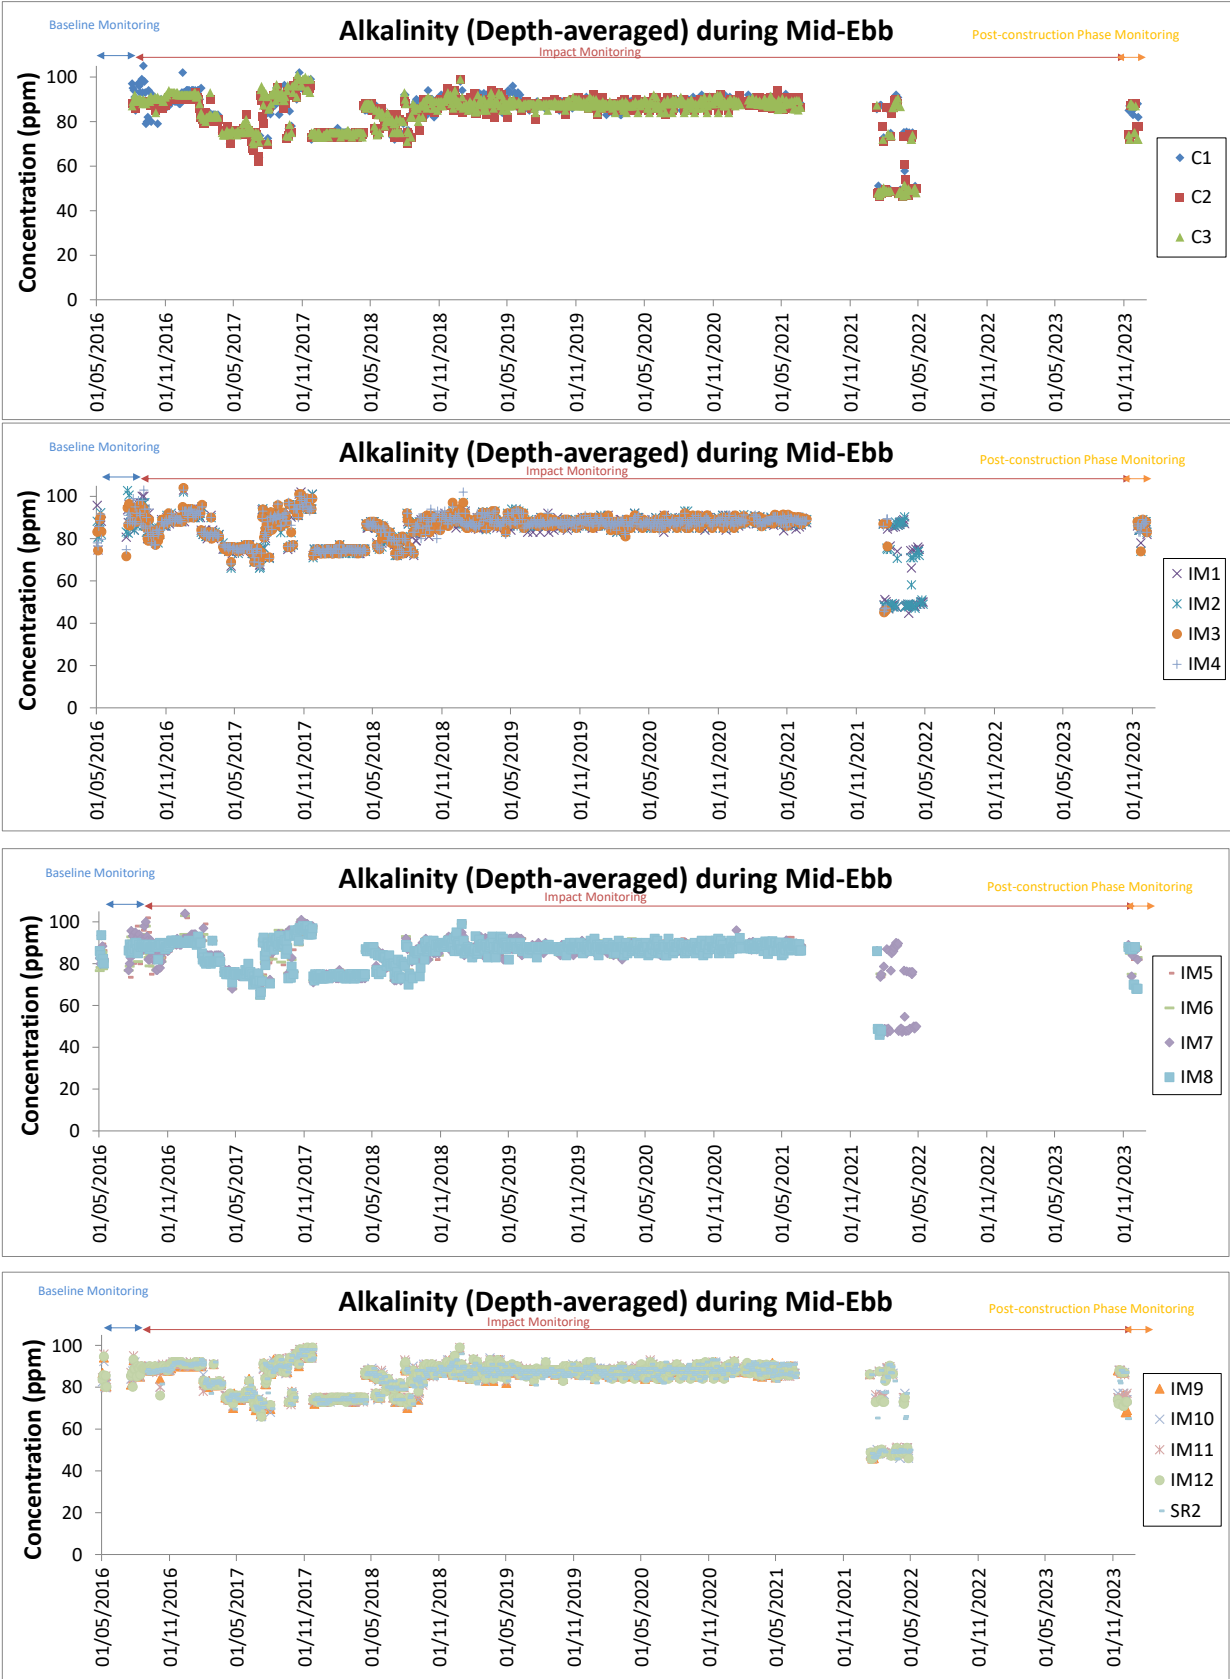 Alkalinity (Depth-averaged) during Mid-Ebb
Baseline Monitoring
Impact Monitoring
Post-construction Phase Monitoring
Concentration (ppm)
100
80
60
40
20
0
01/05/2016
01/11/2016
01/05/2017
01/11/2017
01/05/2018
01/11/2018
01/05/2019
01/11/2019
01/05/2020
01/11/2020
01/05/2021
01/11/2021
01/05/2022
01/11/2022
01/05/2023
01/11/2023
C1
C2
C3
Alkalinity (Depth-averaged) during Mid-Ebb
Baseline Monitoring
Impact Monitoring
Post-construction Phase Monitoring
Concentration (ppm)
100
80
60
40
20
0
01/05/2016
01/11/2016
01/05/2017
01/11/2017
01/05/2018
01/11/2018
01/05/2019
01/11/2019
01/05/2020
01/11/2020
01/05/2021
01/11/2021
01/05/2022
01/11/2022
01/05/2023
01/11/2023
IM1
IM2
IM3
IM4
Alkalinity (Depth-averaged) during Mid-Ebb
Baseline Monitoring
Impact Monitoring
Post-construction Phase Monitoring
Concentration (ppm)
100
80
60
40
20
0
01/05/2016
01/11/2016
01/05/2017
01/11/2017
01/05/2018
01/11/2018
01/05/2019
01/11/2019
01/05/2020
01/11/2020
01/05/2021
01/11/2021
01/05/2022
01/11/2022
01/05/2023
01/11/2023
IM5
IM6
IM7
IM8
Alkalinity (Depth-averaged) during Mid-Ebb
Baseline Monitoring
Impact Monitoring
Post-construction Phase Monitoring
Concentration (ppm)
100
80
60
40
20
0
01/05/2016
01/11/2016
01/05/2017
01/11/2017
01/05/2018
01/11/2018
01/05/2019
01/11/2019
01/05/2020
01/11/2020
01/05/2021
01/11/2021
01/05/2022
01/11/2022
01/05/2023
01/11/2023
IM9
IM10
IM11
IM12
SR2